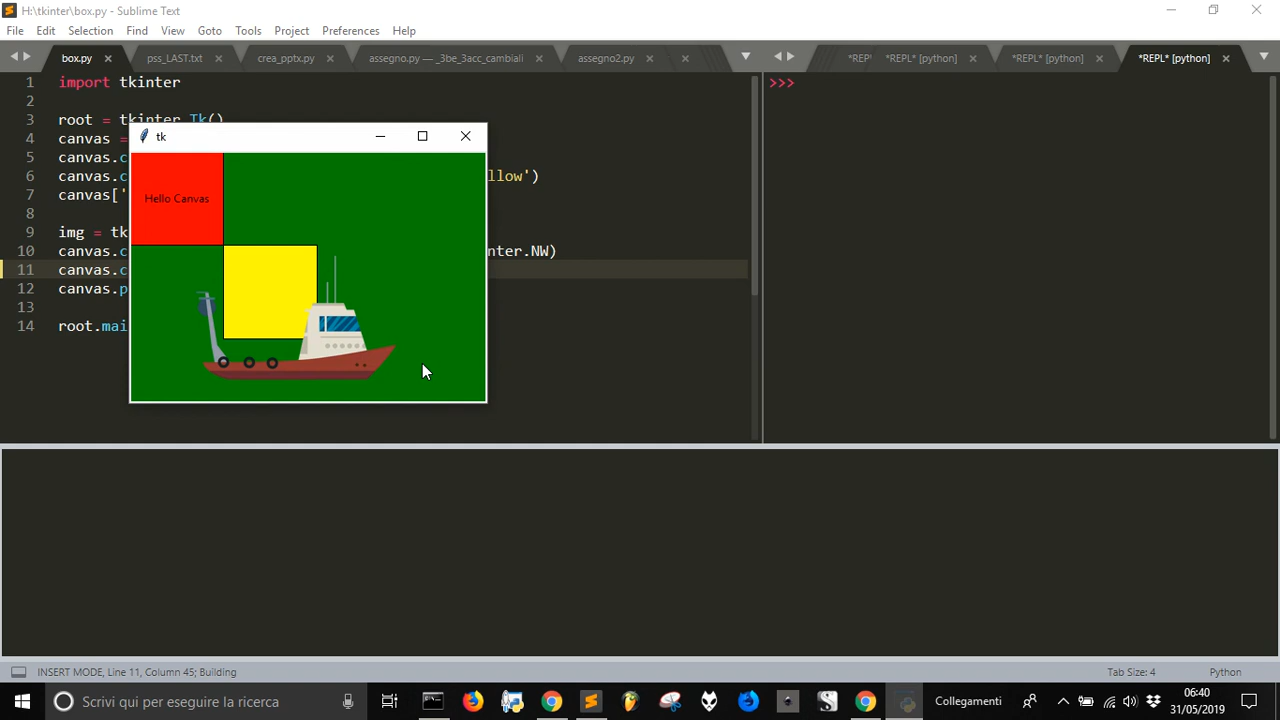 H:\tkinter\box.py - Sublime Text
File Edit Selection Find View Goto Tools Project Preferences Help
box.py pss_LAST.txt crea_pptx.py assegno.py — _3be_3acc_cambiali assegno2.py *REP' *REPL* [python] *REPL* [python] *REPL* [python]
1 import tkinter
>>>
2
3 root = tkinter.Tk()
4 canvas =
tk
5 canvas.c
6 canvas.c llow')
7 canvas['
Hello Canvas
8
9 img = tk
10 canvas.c nter.NW)
11 canvas.c
12 canvas.p
13
14 root.mai
INSERT MODE, Line 11, Column 45; Building Tab Size: 4 Python
Scrivi qui per eseguire la ricerca Collegamenti 06:40
31/05/2019